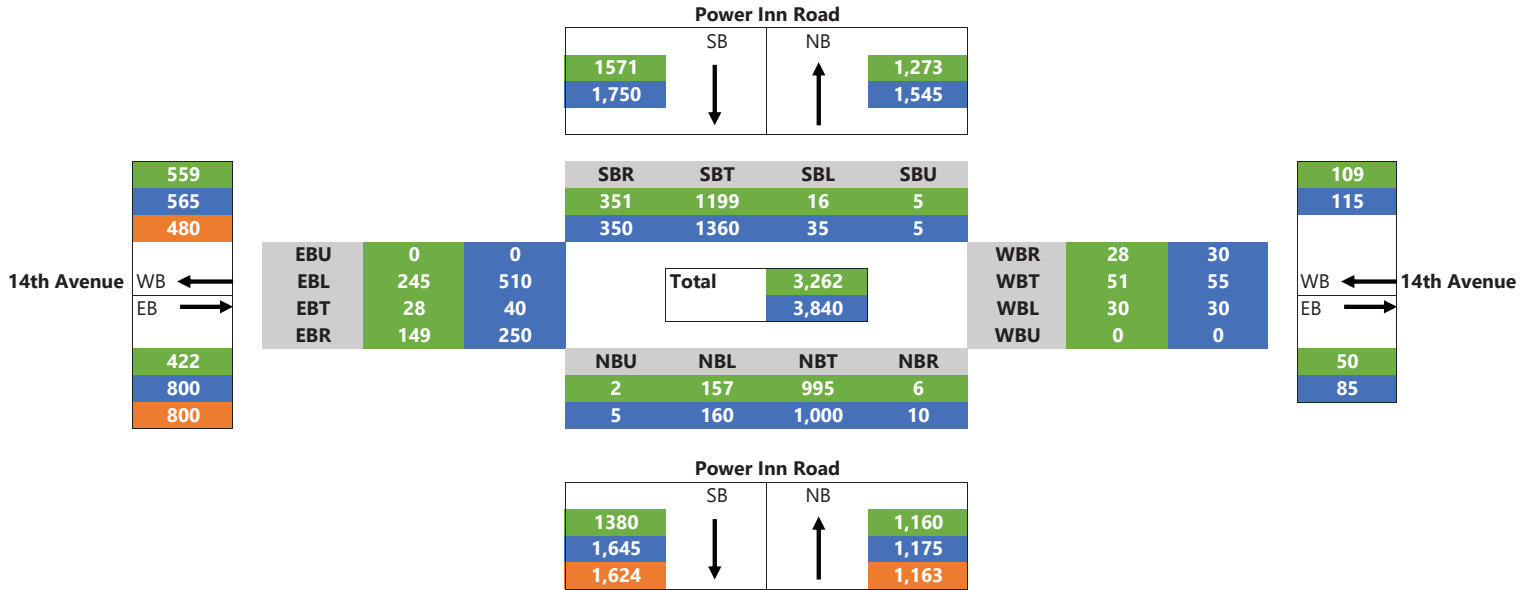 Power Inn Road
SB NB
1571 1,273
1,750 1,545
559 SBR SBT SBL SBU 109
565 351 1199 16 5 115
480 350 1360 35 5
EBU 0 0 WBR 28 30
14th Avenue WB EBL 245 510 Total 3,262 WBT 51 55 WB 14th Avenue
EB EBT 28 40 3,840 WBL 30 30 EB
EBR 149 250 WBU 0 0
422 NBU NBL NBT NBR 50
800 2 157 995 6 85
800 5 160 1,000 10
Power Inn Road
SB NB
1380 1,160
1,645 1,175
1,624 1,163